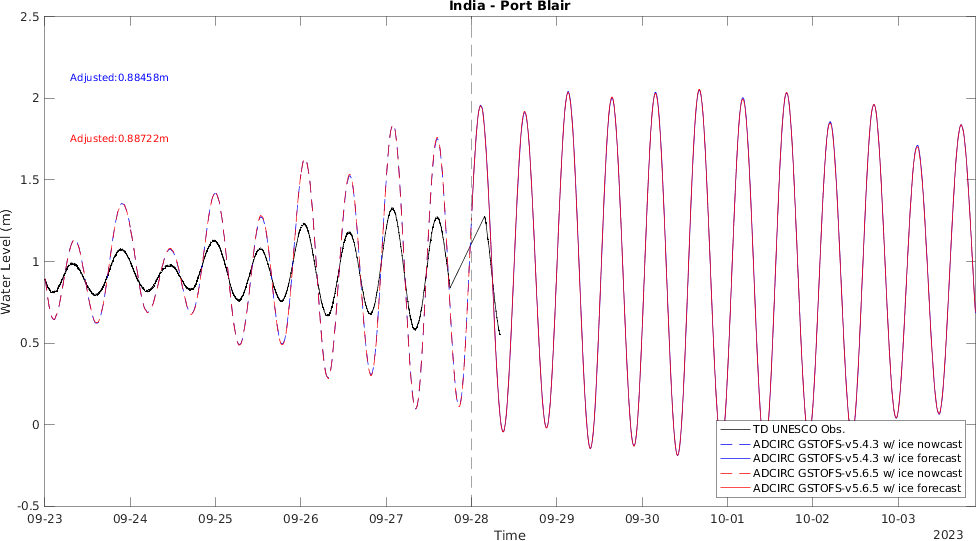 India - Port Blair
2.5
2
1.5
1
0.5
0
-0.5
Water Level (m)
Adjusted:0.88458m
Adjusted:0.88722m
TD UNESCO Obs.
ADCIRC GSTOFS-v5.4.3 w/ ice nowcast
ADCIRC GSTOFS-v5.4.3 w/ ice forecast
ADCIRC GSTOFS-v5.6.5 w/ ice nowcast
ADCIRC GSTOFS-v5.6.5 w/ ice forecast
09-23 09-24 09-25 09-26 09-27 09-28 09-29 09-30 10-01 10-02 10-03
Time
2023